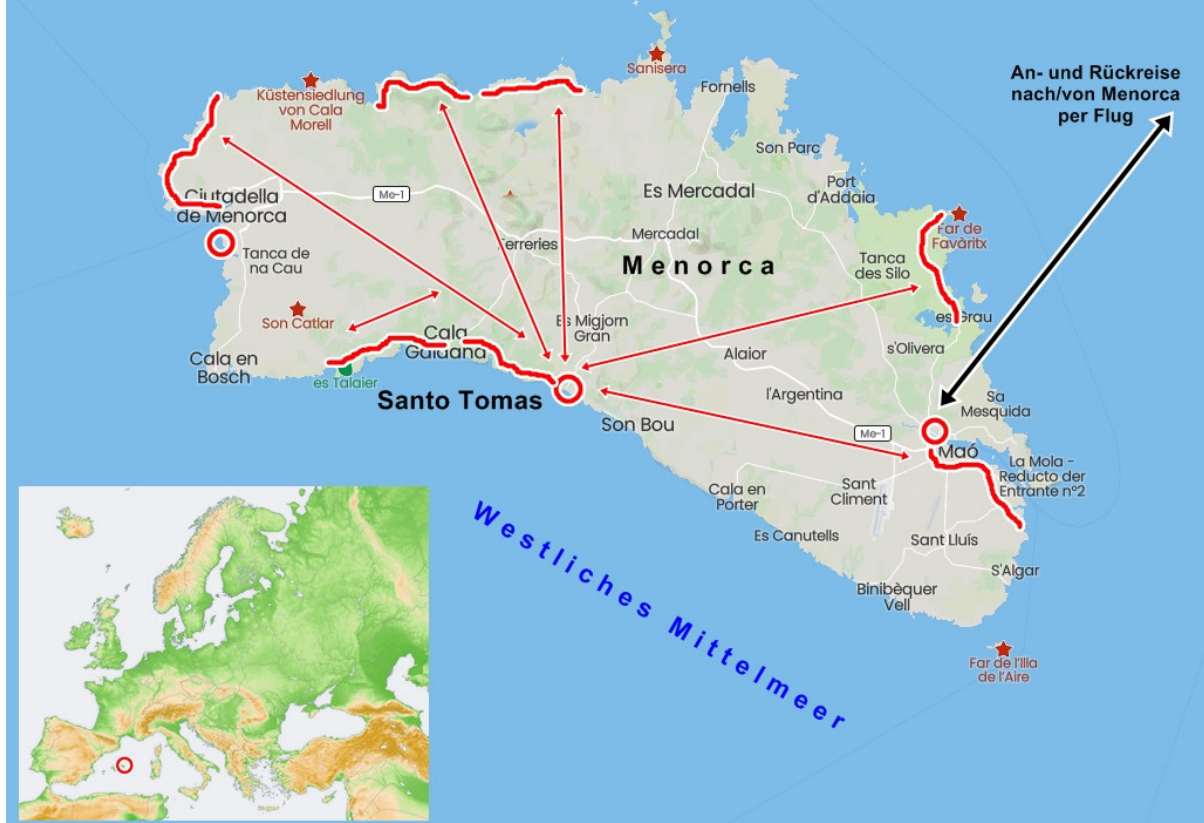 An- und Rückreise
nach/von Menorca
per Flug
Küstensiedlung
von Cala
Morell
Sanisera
Fornells
Son Parc
Port
d'Addaia
Ciutadella
de Menorca
Me-1
Es Mercadal
Far de
Favàritx
Tanca de
na Cau
Ferreries
Mercadal
Menorca
Tanca
des Silo
Son Catlar
Es Migjorn
Gran
es Grau
Cala en
Bosch
Cala
Galdana
s'Olivera
Alaior
es Talaier
Santo Tomas
l'Argentina
Sa
Mesquida
Son Bou
Me-1
Maó
La Mola -
Reducto der
Entrante nº2
Cala en
Porter
Sant
Climent
Es Canutells
Sant Lluís
S'Algar
Binibèquer
Vell
Westliches Mittelmeer
Far de l'Illa
de l'Aire